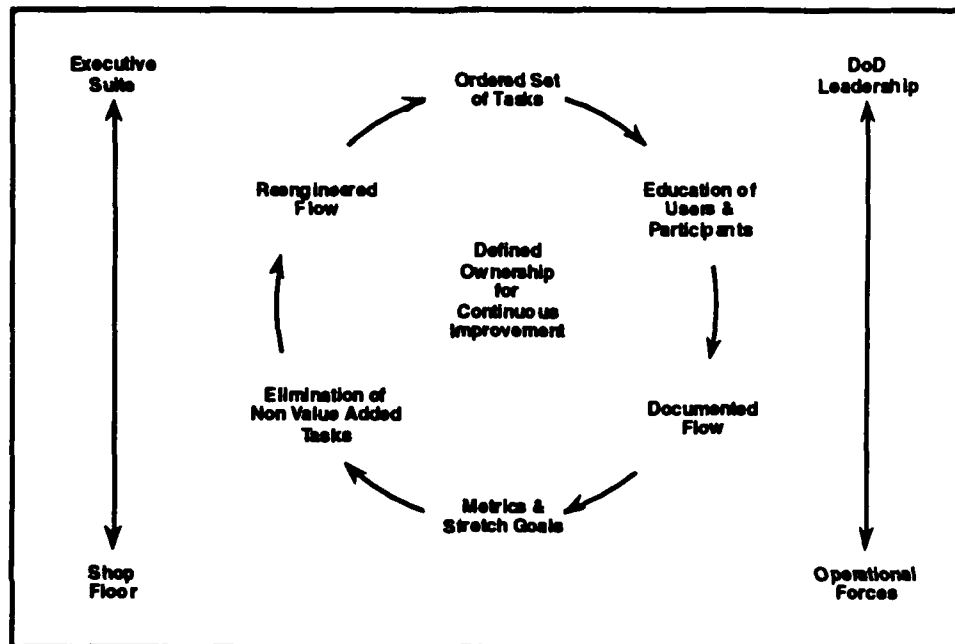 Executive
Suite
Ordered Set
of Tasks
DoD
Leadership
Reengineered
Flow
Education of
Users &
Participants
Defined
Ownership
for
Continuous
Improvement
Elimination of
Non Value Added
Tasks
Documented
Flow
Metrics &
Stretch Goals
Shop
Floor
Operational
Forces